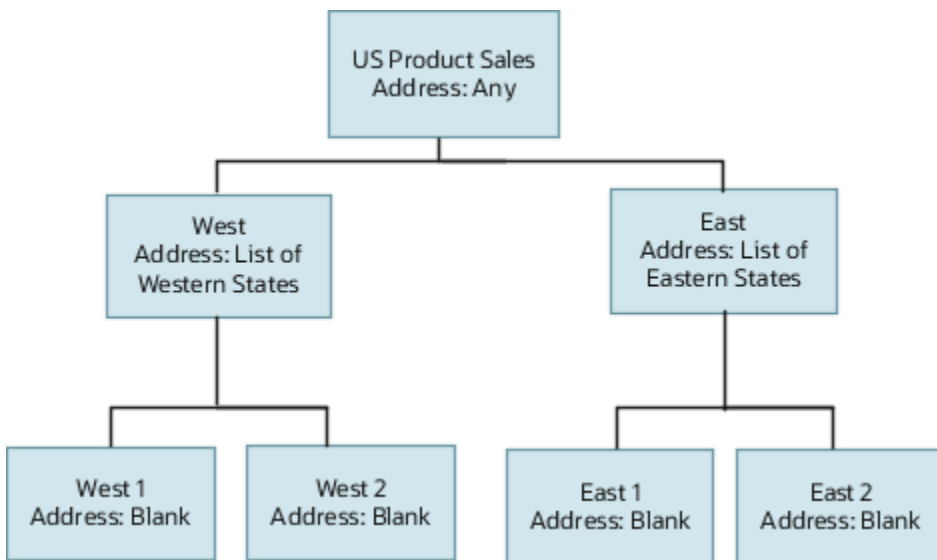 US Product Sales
Address: Any
West
Address: List of
Western States
East
Address: List of
Eastern States
West 1
Address: Blank
West 2
Address: Blank
East 1
Address: Blank
East 2
Address: Blank